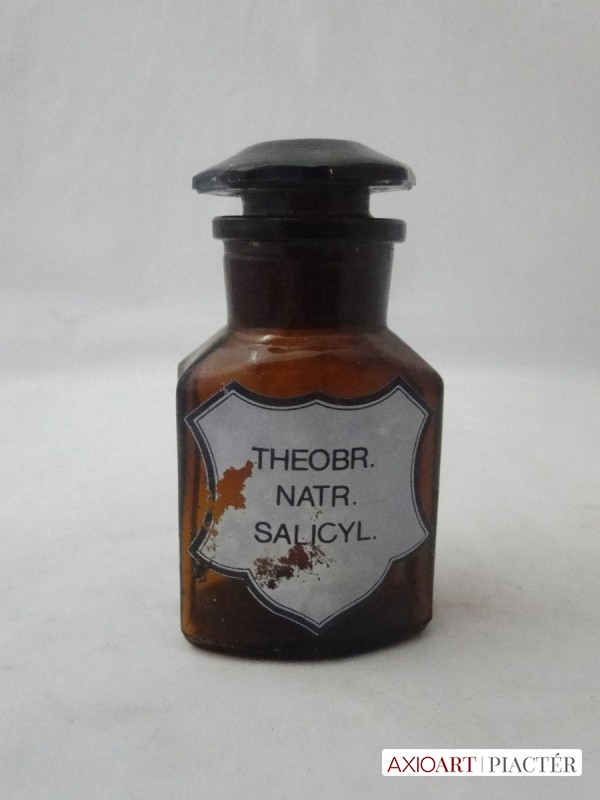 THEOBR.
NATR.
SALICYL.
AXIOART | PIACTÉR